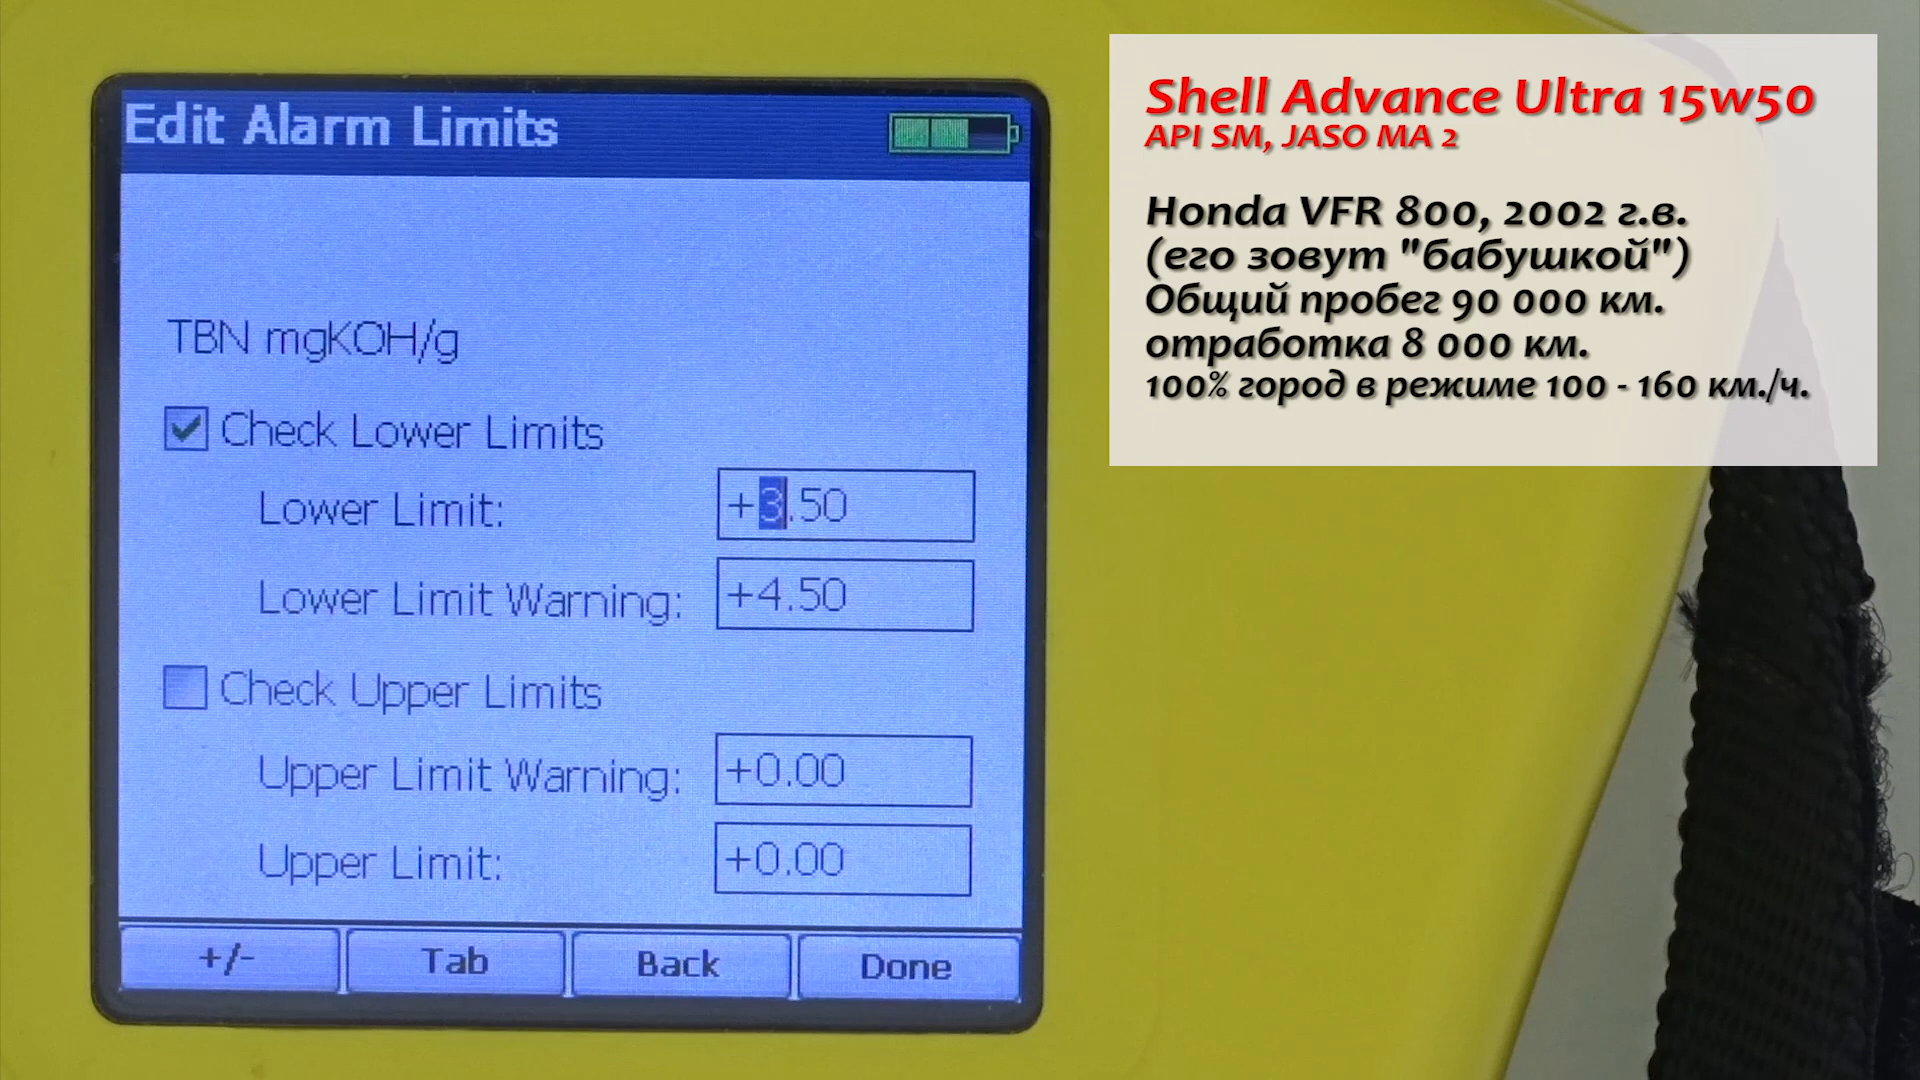 Edit Alarm Limits
TBN mgKOH/g
Check Lower Limits
Lower Limit: +3.50
Lower Limit Warning: +4.50
Check Upper Limits
Upper Limit Warning: +0.00
Upper Limit: +0.00
+/- Tab Back Done
Shell Advance Ultra 15w50
API SM, JASO MA 2
Honda VFR 800, 2002 г.в.
(его зовут "бабушкой")
Общий пробег 90 000 км.
отработка 8 000 км.
100% город в режиме 100 - 160 км./ч.